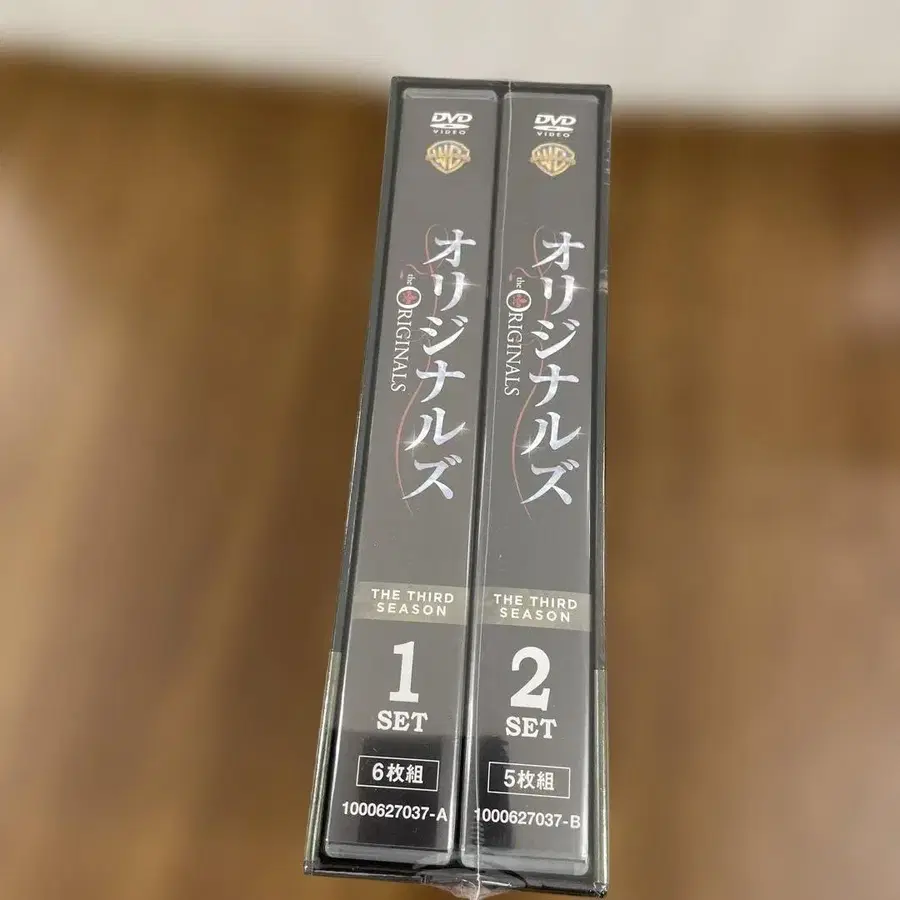 DVD
VIDEO
WB
オリジナルズ
the ORIGINALS
THE THIRD
SEASON
1
SET
6枚組
1000627037-A
DVD
VIDEO
WB
オリジナルズ
the ORIGINALS
THE THIRD
SEASON
2
SET
5枚組
1000627037-B